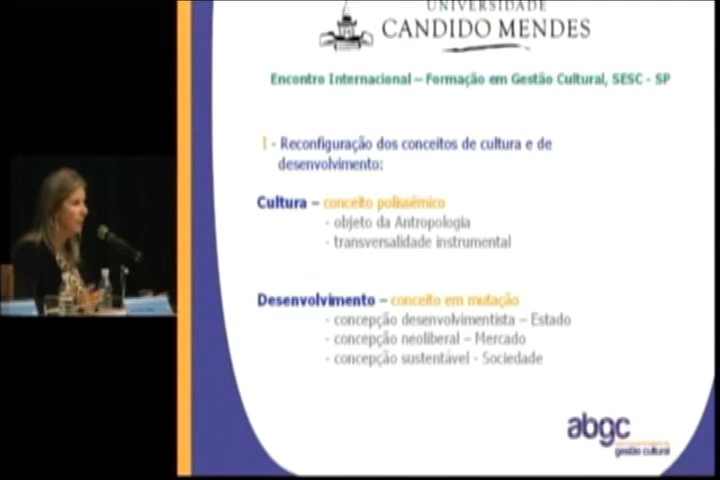 UNIVERSIDADE
CANDIDO MENDES
Encontro Internacional – Formação em Gestão Cultural, SESC - SP
I - Reconfiguração dos conceitos de cultura e de
desenvolvimento:
Cultura – conceito polissêmico
- objeto da Antropologia
- transversalidade instrumental
Desenvolvimento – conceito em mutação
- concepção desenvolvimentista – Estado
- concepção neoliberal – Mercado
- concepção sustentável - Sociedade
abgc
gestão cultural